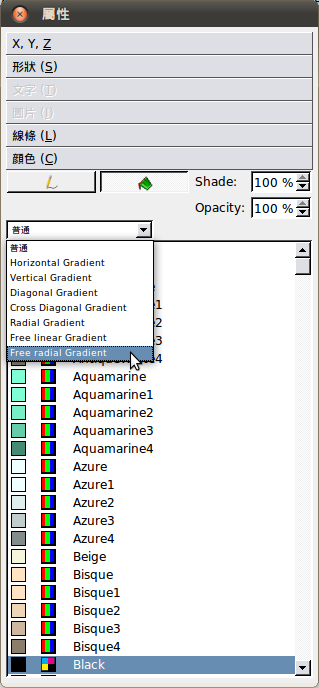 屬性
X, Y, Z
形狀 (S)
文字 (T)
圖片 (I)
線條 (L)
顏色 (C)
Shade: 100 %
Opacity: 100 %
普通
普通
Horizontal Gradient
Vertical Gradient
Diagonal Gradient
Cross Diagonal Gradient
Radial Gradient
Free linear Gradient
Free radial Gradient
Aquamarine
Aquamarine1
Aquamarine2
Aquamarine3
Aquamarine4
Azure
Azure1
Azure2
Azure3
Azure4
Beige
Bisque
Bisque1
Bisque2
Bisque3
Bisque4
Black